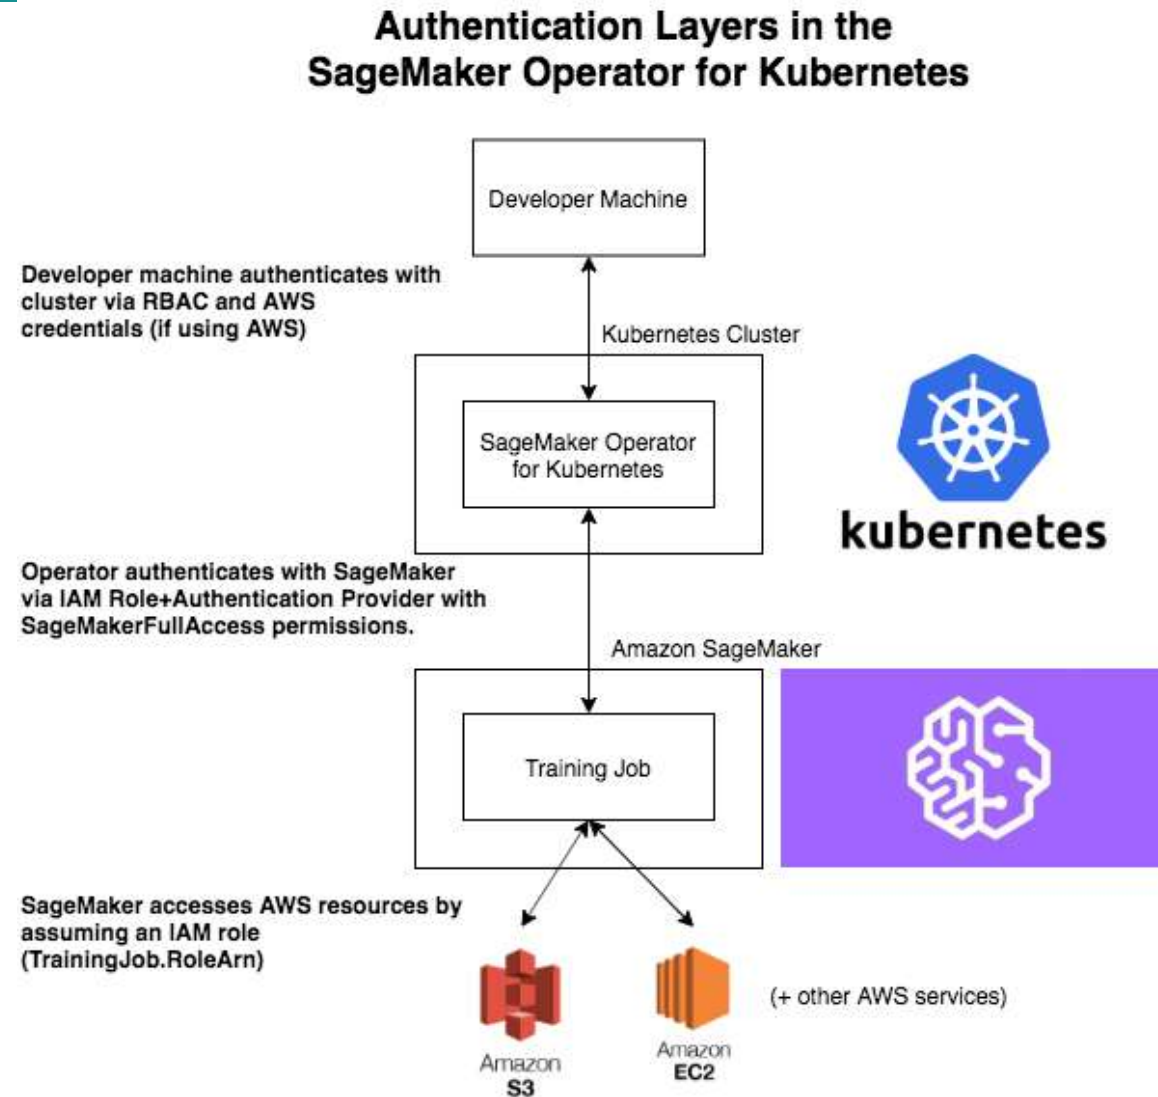 Authentication Layers in the
SageMaker Operator for Kubernetes
Developer Machine
Developer machine authenticates with
cluster via RBAC and AWS
credentials (if using AWS)
Kubernetes Cluster
SageMaker Operator
for Kubernetes
kubernetes
Operator authenticates with SageMaker
via IAM Role+Authentication Provider with
SageMakerFullAccess permissions.
Amazon SageMaker
Training Job
SageMaker accesses AWS resources by
assuming an IAM role
(TrainingJob.RoleArn)
(+ other AWS services)
Amazon
S3
Amazon
EC2